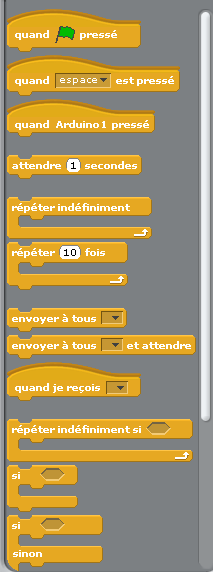 quand pressé
quand espace est pressé
quand Arduino1 pressé
attendre 1 secondes
répéter indéfiniment
répéter 10 fois
envoyer à tous
envoyer à tous et attendre
quand je reçois
répéter indéfiniment si
si
si
sinon